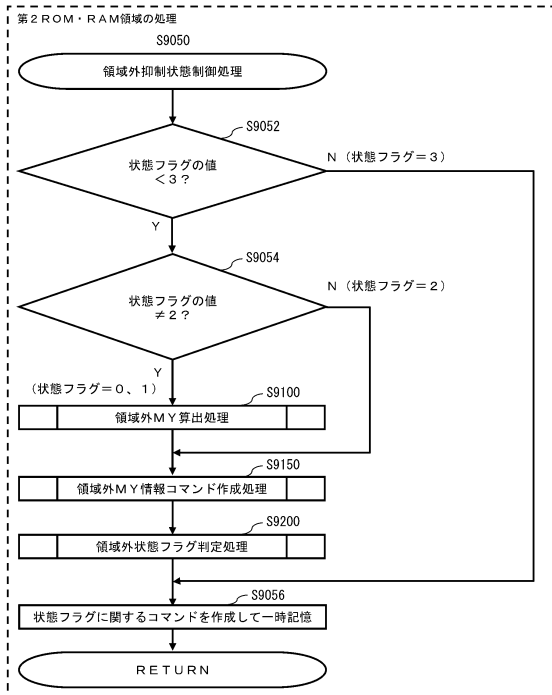 第２ＲＯＭ・ＲＡＭ領域の処理
S9050
領域外抑制状態制御処理
S9052
状態フラグの値
＜３？
Ｎ（状態フラグ＝３）
Ｙ
S9054
状態フラグの値
≠２？
Ｎ（状態フラグ＝２）
Ｙ
（状態フラグ＝０、１）
S9100
領域外ＭＹ算出処理
S9150
領域外ＭＹ情報コマンド作成処理
S9200
領域外状態フラグ判定処理
S9056
状態フラグに関するコマンドを作成して一時記憶
ＲＥＴＵＲＮ